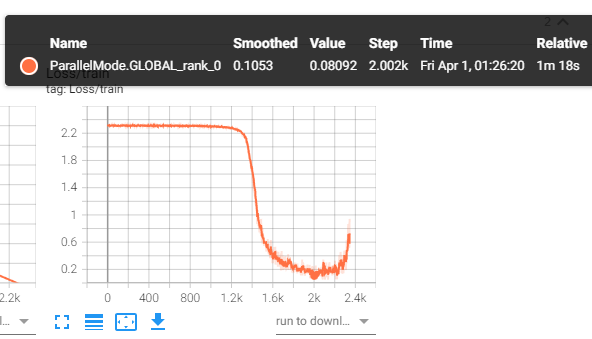 2
Name Smoothed Value Step Time Relative
ParallelMode.GLOBAL_rank_0 0.1053 0.08092 2.002k Fri Apr 1, 01:26:20 1m 18s
Loss/train
tag: Loss/train
2.2
1.8
1.4
1
0.6
0.2
2.2k 0 400 800 1.2k 1.6k 2k 2.4k
l... run to downl...